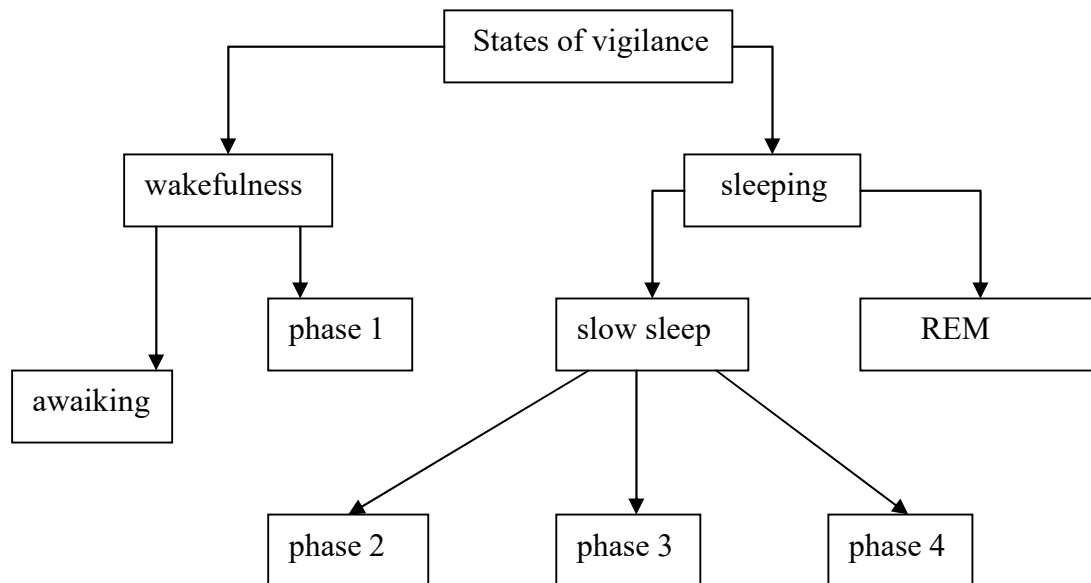 States of vigilance
wakefulness
sleeping
phase 1
slow sleep
REM
awaiking
phase 2
phase 3
phase 4